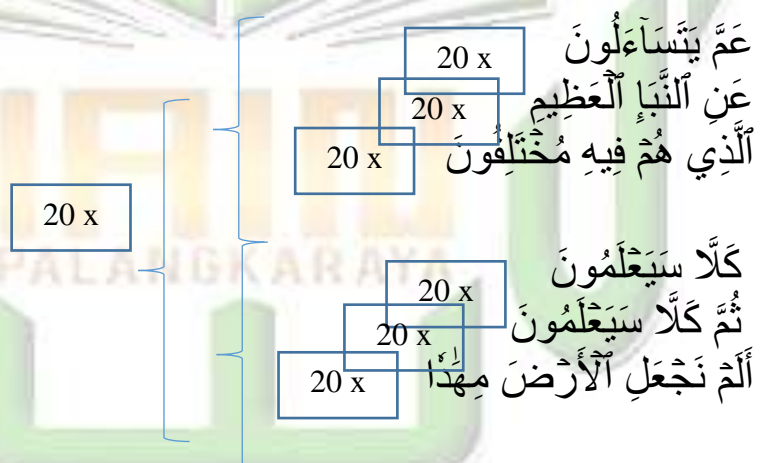 عَمَّ يَتَسَآءَلُونَ 20 x
عَنِ ٱلنَّبَإِ ٱلۡعَظِيمِ 20 x
ٱلَّذِي هُمۡ فِيهِ مُخۡتَلِفُونَ 20 x
20 x
كَلَّا سَيَعۡلَمُونَ 20 x
ثُمَّ كَلَّا سَيَعۡلَمُونَ 20 x
أَلَمۡ نَجۡعَلِ ٱلۡأَرۡضَ مِهَٰدٗا 20 x
PALANGKARAYA